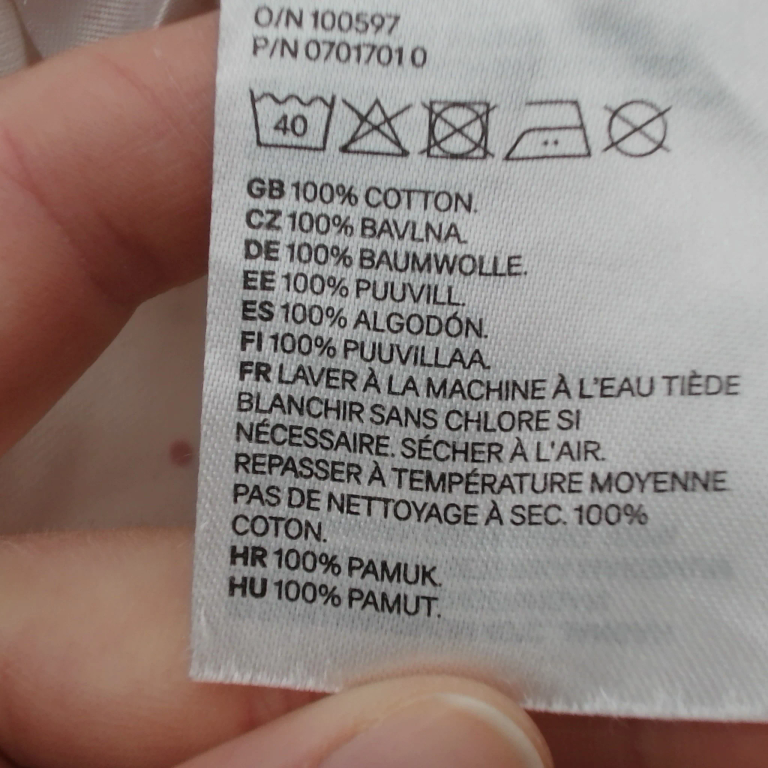 O/N 100597
P/N 0701701 0
40
GB 100% COTTON.
CZ 100% BAVLNA.
DE 100% BAUMWOLLE.
EE 100% PUUVILL.
ES 100% ALGODÓN.
FI 100% PUUVILLAA.
FR LAVER À LA MACHINE À L'EAU TIÈDE
BLANCHIR SANS CHLORE SI
NÉCESSAIRE. SÉCHER À L'AIR.
REPASSER À TEMPÉRATURE MOYENNE
PAS DE NETTOYAGE À SEC. 100%
COTON.
HR 100% PAMUK.
HU 100% PAMUT.